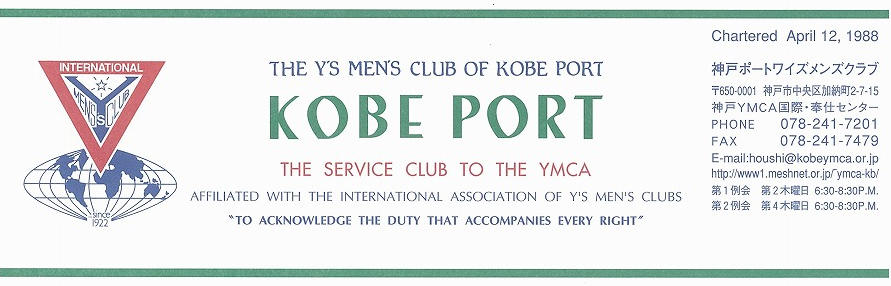 INTERNATIONAL
Y
MENS CLUB
S
since
1922
THE Y'S MEN'S CLUB OF KOBE PORT
KOBE PORT
THE SERVICE CLUB TO THE YMCA
AFFILIATED WITH THE INTERNATIONAL ASSOCIATION OF Y'S MEN'S CLUBS
"TO ACKNOWLEDGE THE DUTY THAT ACCOMPANIES EVERY RIGHT"
Chartered April 12, 1988
神戸ポートワイズメンズクラブ
〒650-0001 神戸市中央区加納町2-7-15
神戸YMCA国際・奉仕センター
PHONE 078-241-7201
FAX 078-241-7479
E-mail:houshi@kobeymca.or.jp
http://www1.meshnet.or.jp/~ymca-kb/
第1例会 第2木曜日 6:30-8:30P.M.
第2例会 第4木曜日 6:30-8:30P.M.